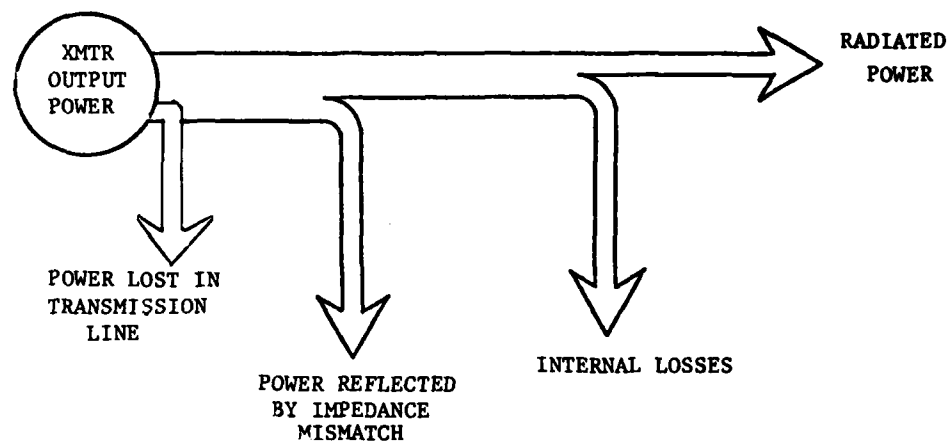 XMTR
OUTPUT
POWER
RADIATED
POWER
POWER LOST IN
TRANSMISSION
LINE
POWER REFLECTED
BY IMPEDANCE
MISMATCH
INTERNAL LOSSES